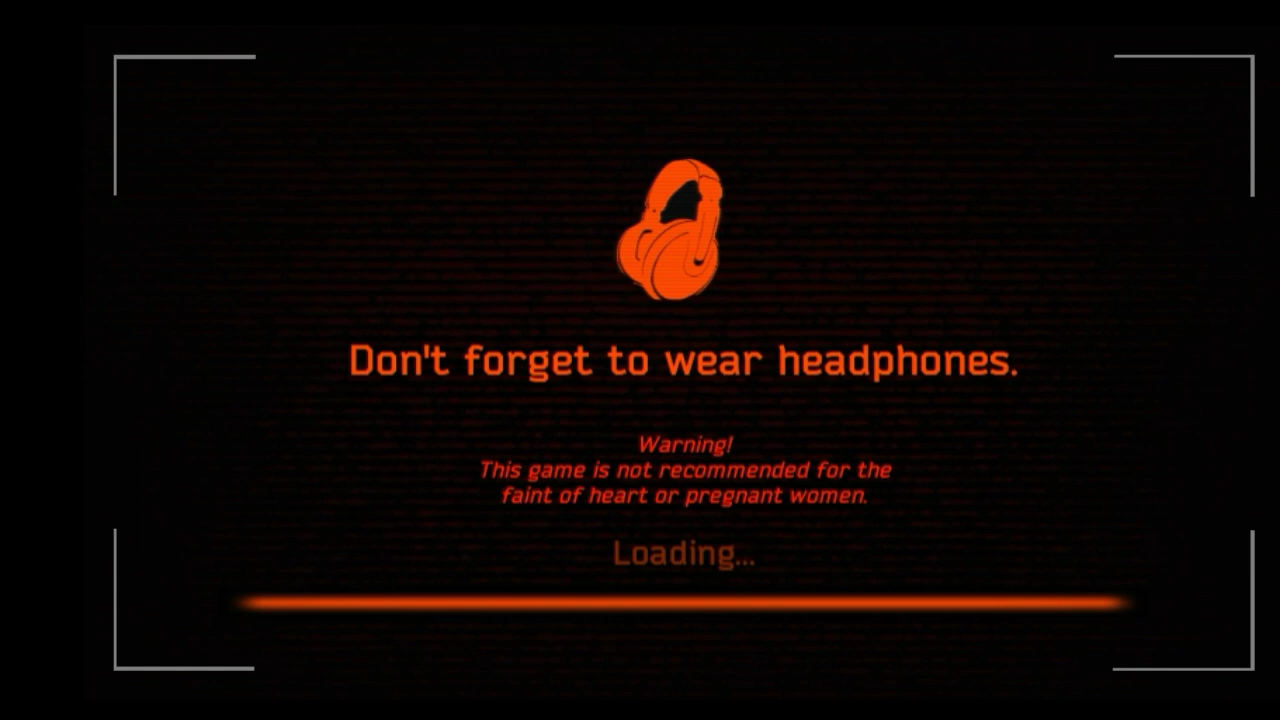 Don't forget to wear headphones.
Warning!
This game is not recommended for the
faint of heart or pregnant women.
Loading...